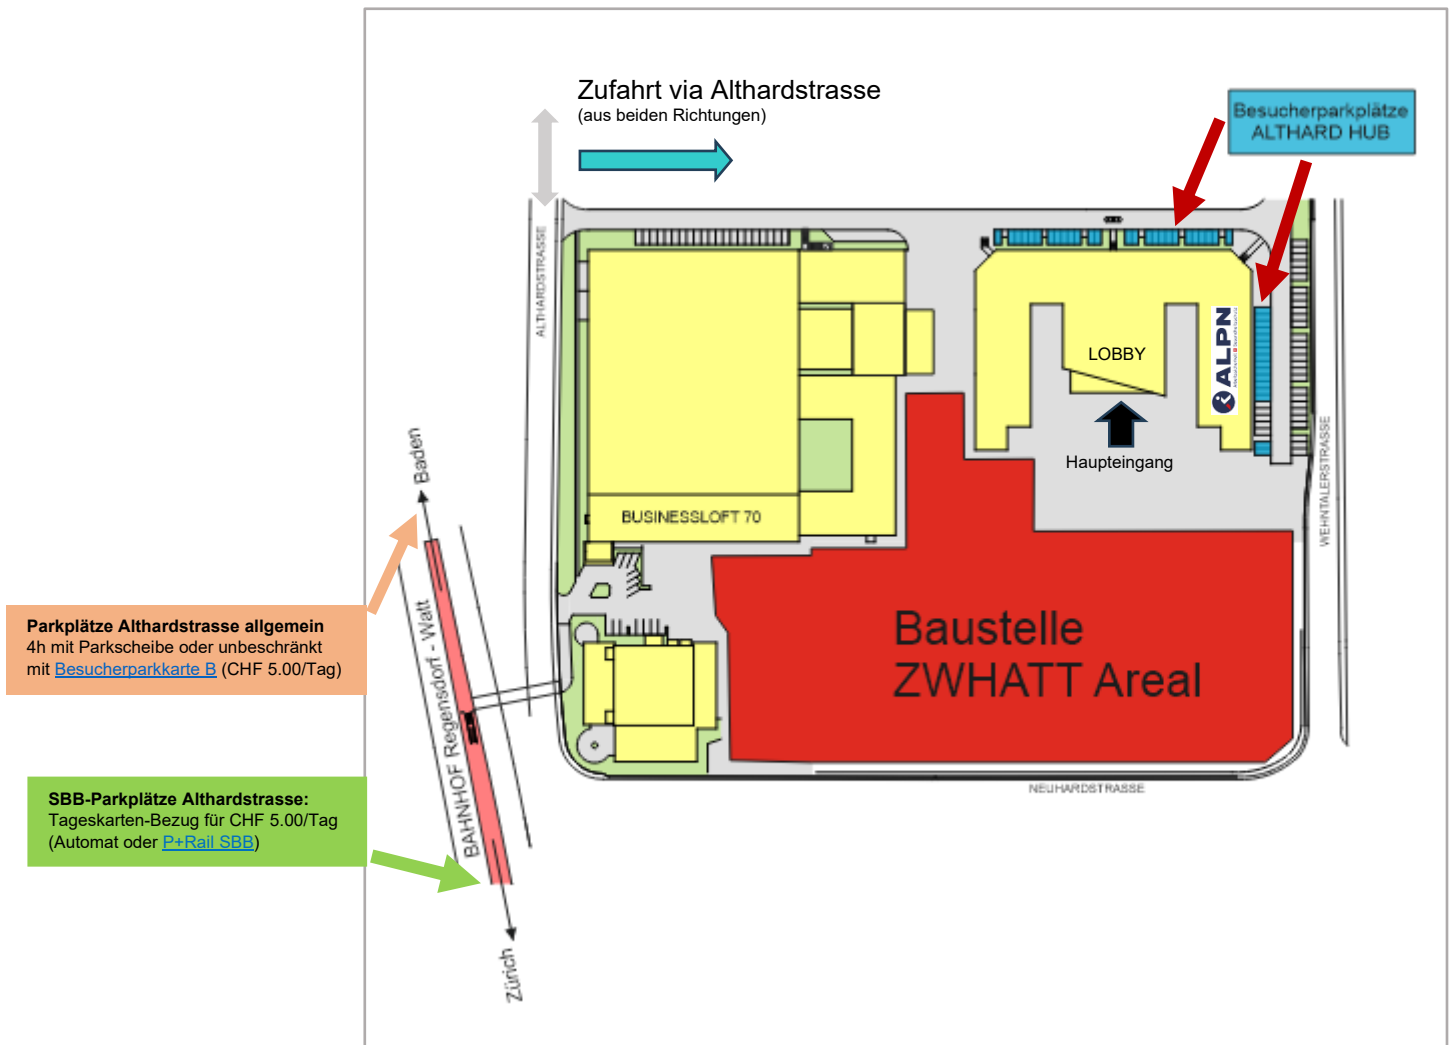 Zufahrt via Althardstrasse
(aus beiden Richtungen)
Besucherparkplätze
ALTHARD HUB
ALTHARDSTRASSE
LOBBY
ALPN
Haupteingang
WEHNTALERSTRASSE
BUSINESSLOFT 70
Baden
BAHNHOF Regensdorf - Watt
Zürich
Parkplätze Althardstrasse allgemein
4h mit Parkscheibe oder unbeschränkt
mit Besucherparkkarte B (CHF 5.00/Tag)
Baustelle
ZWHATT Areal
SBB-Parkplätze Althardstrasse:
Tageskarten-Bezug für CHF 5.00/Tag
(Automat oder P+Rail SBB)
NEUHARDSTRASSE